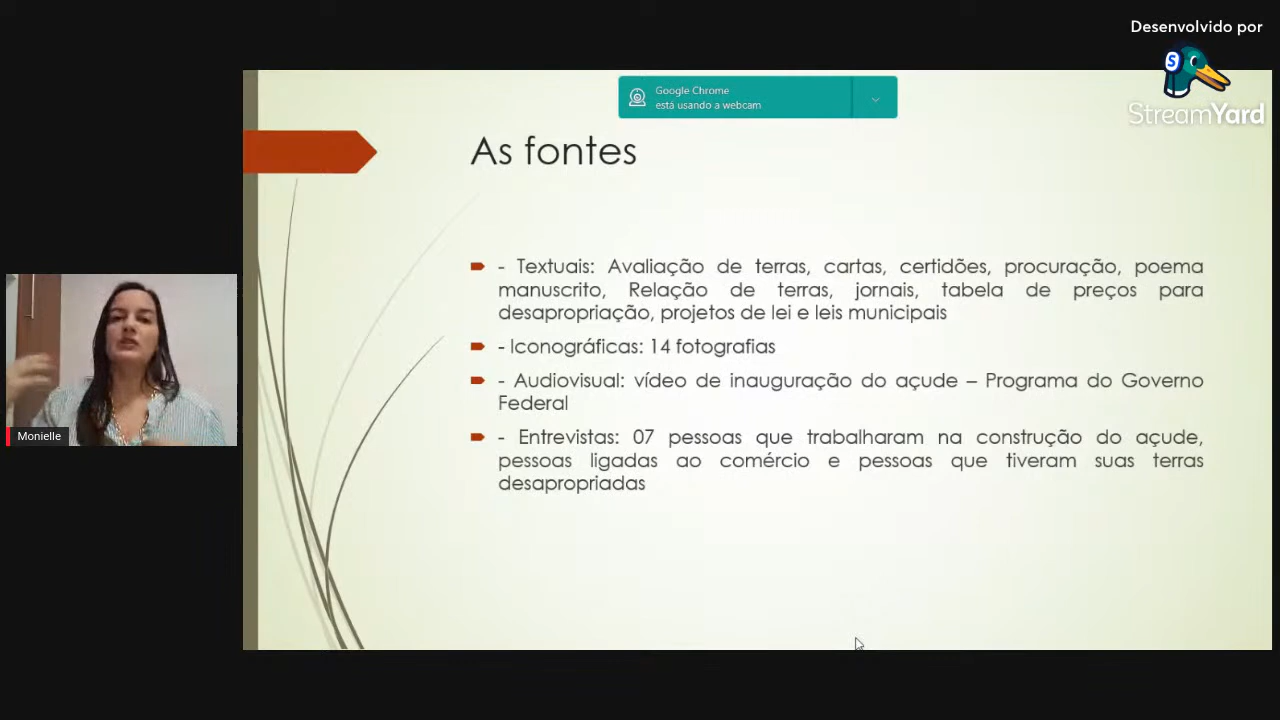 Desenvolvido por
StreamYard
Google Chrome
está usando a webcam
As fontes
- Textuais: Avaliação de terras, cartas, certidões, procuração, poema
manuscrito, Relação de terras, jornais, tabela de preços para
desapropriação, projetos de lei e leis municipais
- Iconográficas: 14 fotografias
- Audiovisual: vídeo de inauguração do açude – Programa do Governo
Federal
- Entrevistas: 07 pessoas que trabalharam na construção do açude,
pessoas ligadas ao comércio e pessoas que tiveram suas terras
desapropriadas
Monielle